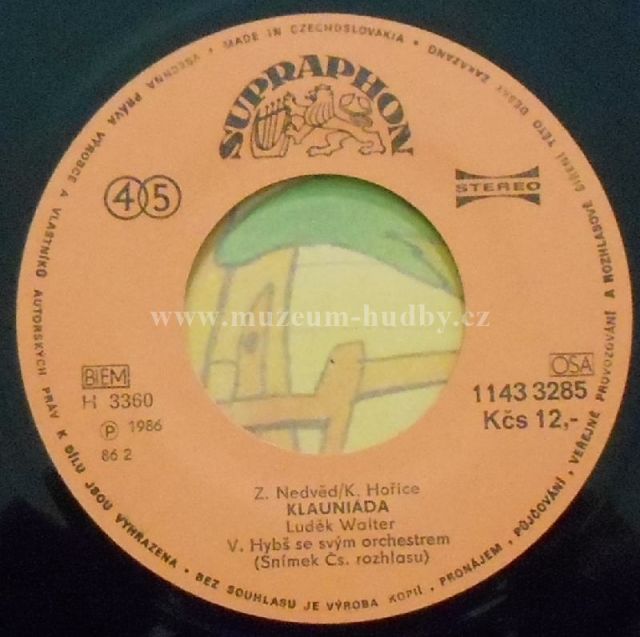 MADE IN CZECHOSLOVAKIA • VŠECHNA PRÁVA VÝROBCE A VLASTNÍKŮ AUTORSKÝCH PRÁV K DÍLU JSOU VYHRAZENA • BEZ SOUHLASU JE VÝROBA KOPIÍ, PRONÁJEM, PŮJČOVÁNÍ, VEŘEJNÉ PROVOZOVÁNÍ A ROZHLASOVÉ ŠÍŘENÍ TÉTO DESKY ZAKÁZÁNO
SUPRAPHON
45
STEREO
www.muzeum-hudby.cz
BIEM
H 3360
Ⓟ 1986
86 2
OSA
1143 3285
Kčs 12,-
Z. Nedvěd/K. Hořice
KLAUNIÁDA
Luděk Walter
V. Hybš se svým orchestrem
(Snímek Čs. rozhlasu)